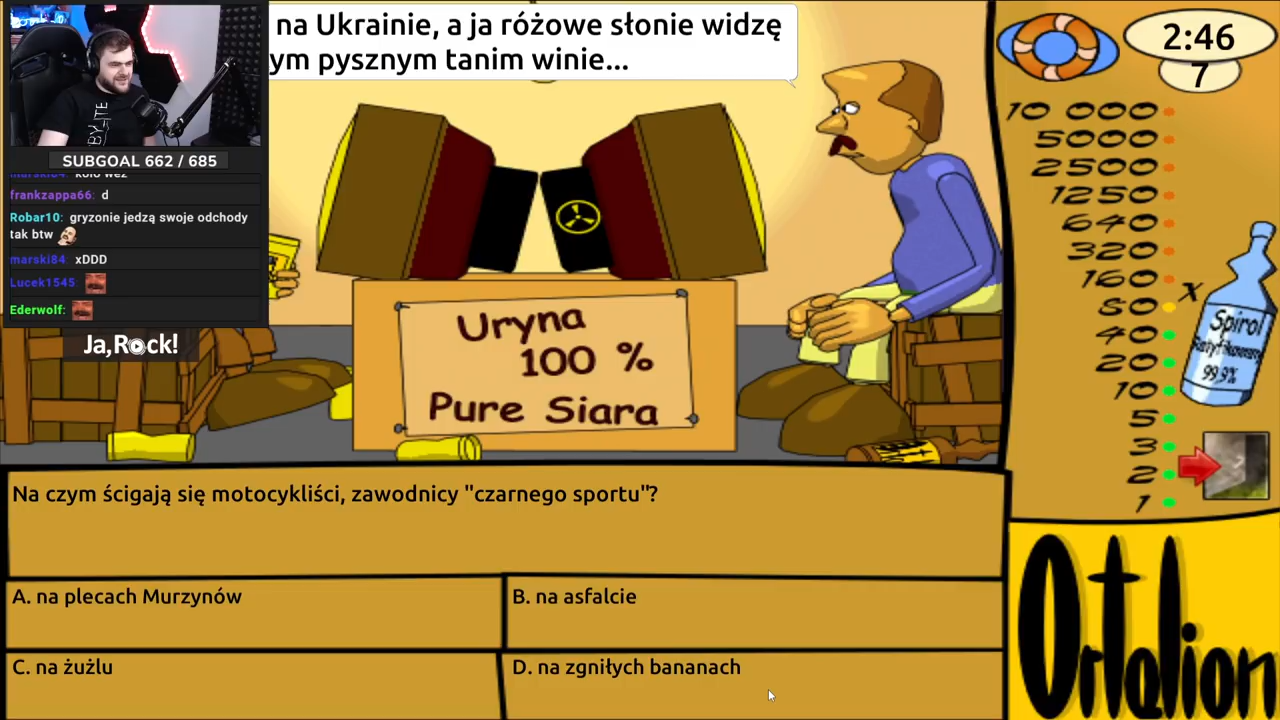 na Ukrainie, a ja różowe słonie widzę
ym pysznym tanim winie...
SUBGOAL 662 / 685
marski84: koło weź
frankzappa66: d
Robar10: gryzonie jedzą swoje odchody
tak btw
marski84: xDDD
Lucek1545:
Ederwolf:
Ja,Rock!
Uryna
100 %
Pure Siara
2:46
7
10 000
5000
2500
1250
640
320
160
x
80
40
20
10
5
3
2
1
Spirol
99,9%
Na czym ścigają się motocykliści, zawodnicy "czarnego sportu"?
A. na plecach Murzynów
B. na asfalcie
C. na żużlu
D. na zgniłych bananach
Ortalion